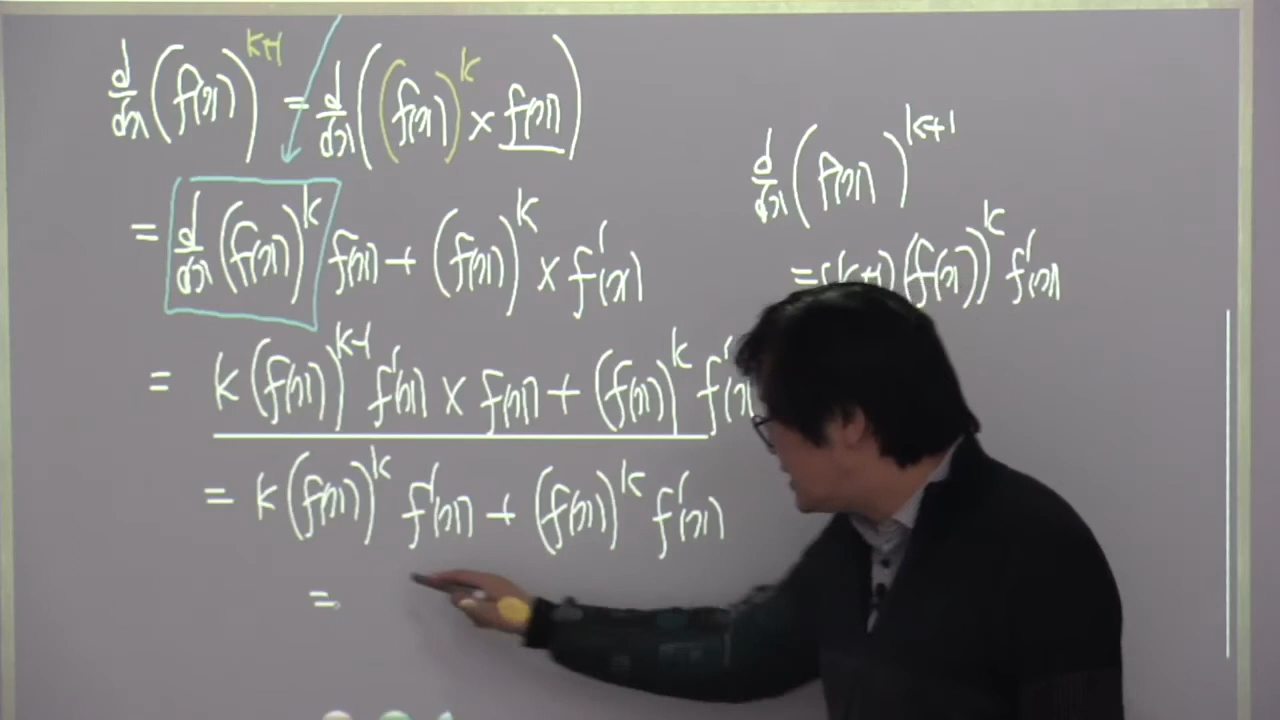 d/dx (f(x))^{k+1} = d/dx ((f(x))^k × f(x))
= d/dx (f(x))^k f(x) + (f(x))^k × f'(x)
= k (f(x))^{k-1} f'(x) × f(x) + (f(x))^k f'(x
= k (f(x))^k f'(x) + (f(x))^k f'(x)
=
d/dx (f(x))^{k+1}
= (k+1) (f(x))^k f'(x)